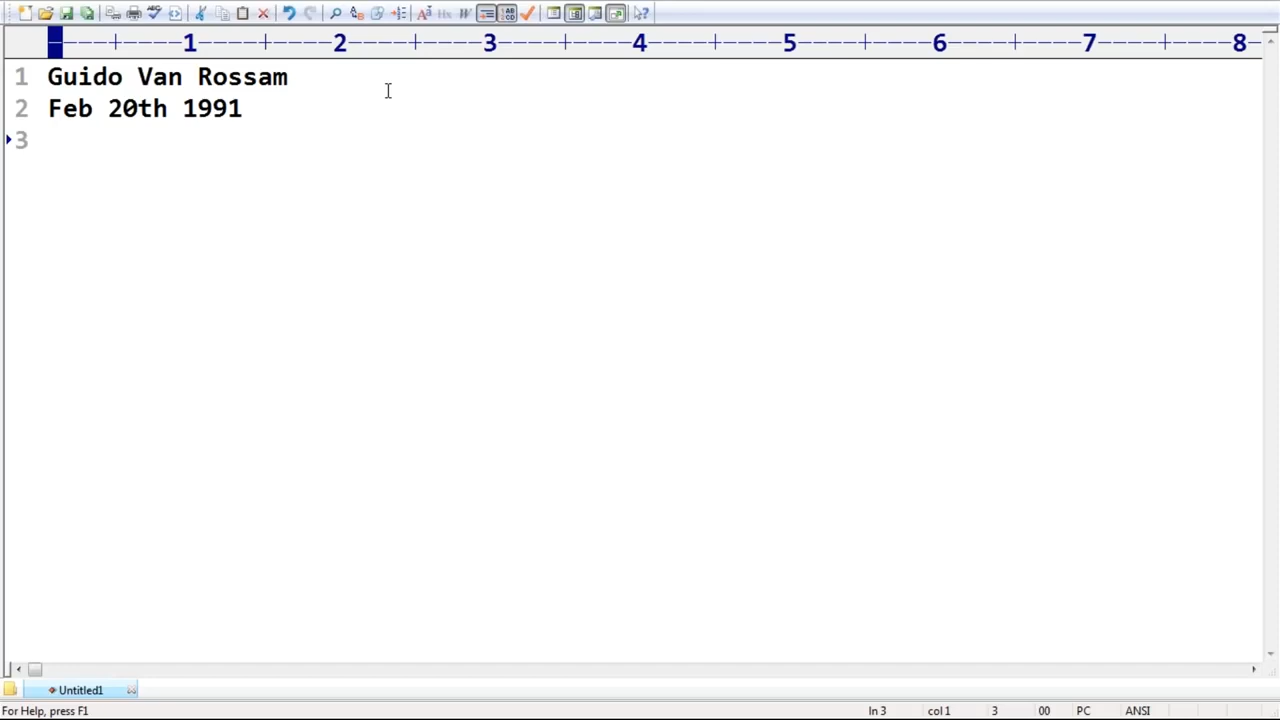 1 2 3 4 5 6 7 8
1 Guido Van Rossam
2 Feb 20th 1991
3
Untitled1
For Help, press F1 ln 3 col 1 3 00 PC ANSI